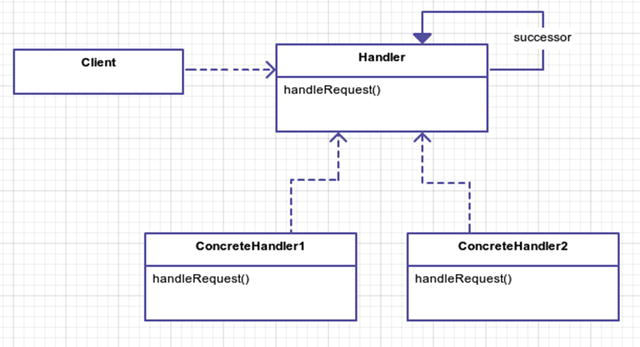 successor
Client
Handler
handleRequest()
ConcreteHandler1
ConcreteHandler2
handleRequest()
handleRequest()